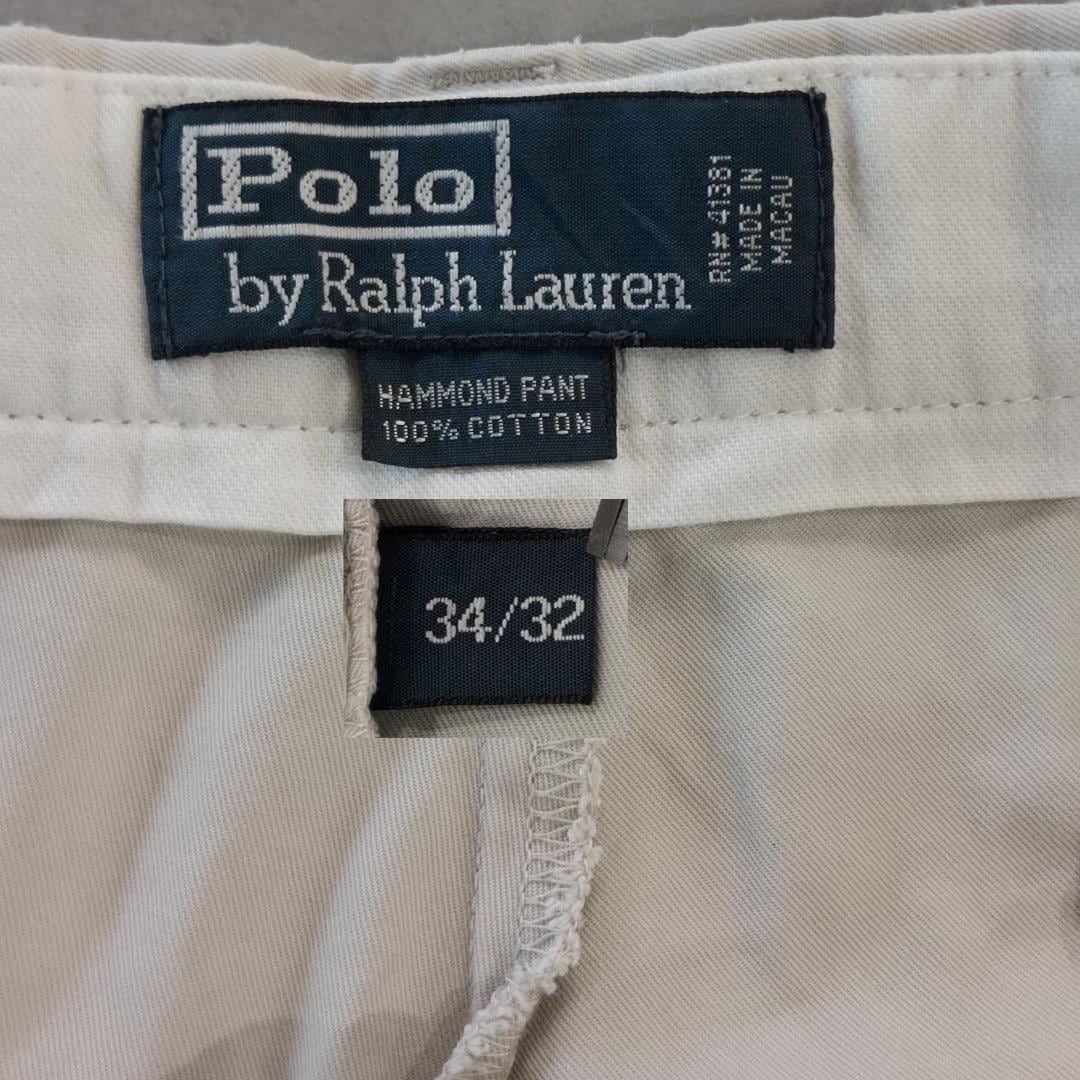 Polo
by Ralph Lauren
RN# 41381
MADE IN
MACAU
HAMMOND PANT
100% COTTON
34/32